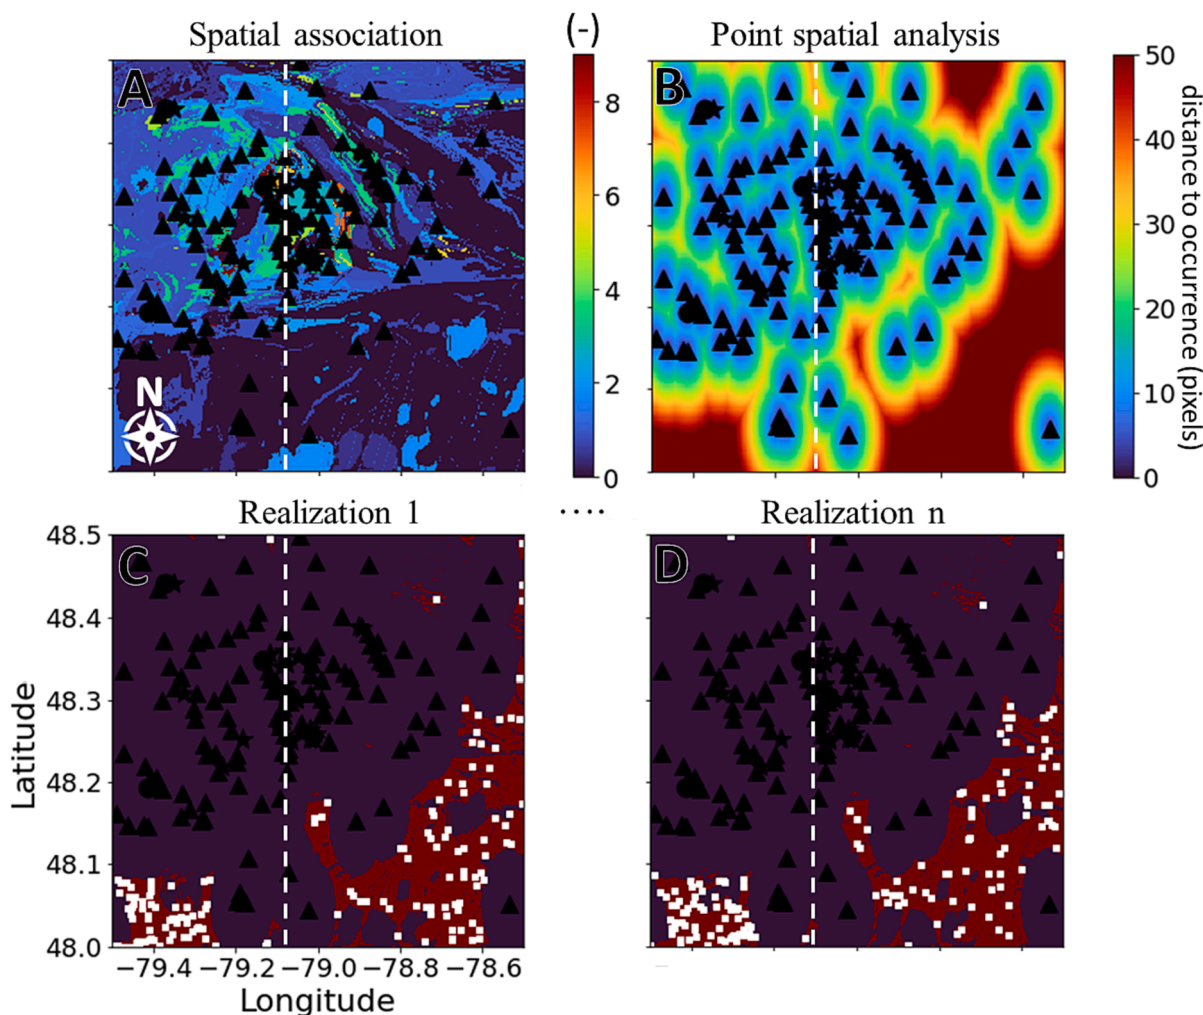 Spatial association
(-)
Point spatial analysis
A
B
N
8
6
4
2
0
50
40
30
20
10
0
distance to occurrence (pixels)
Realization 1
....
Realization n
C
D
48.5
48.4
48.3
48.2
48.1
48.0
Latitude
−79.4 −79.2 −79.0 −78.8 −78.6
Longitude